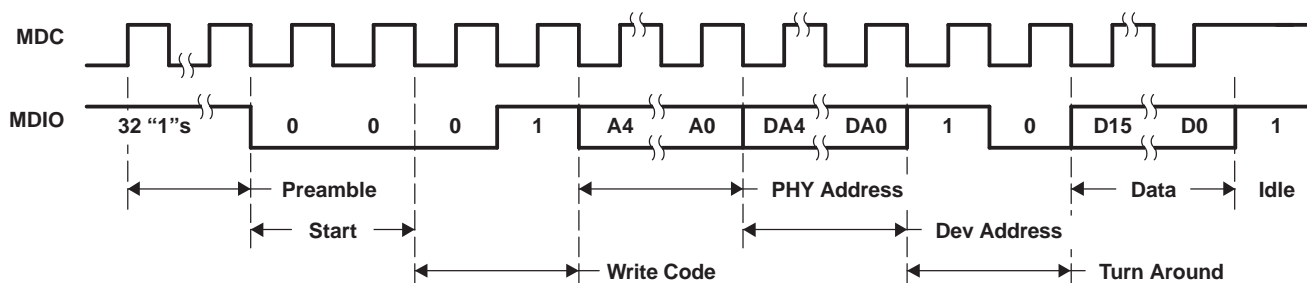 MDC
MDIO
32 “1”s 0 0 0 1 A4 A0 DA4 DA0 1 0 D15 D0 1
Preamble PHY Address Data Idle
Start Dev Address
Write Code Turn Around